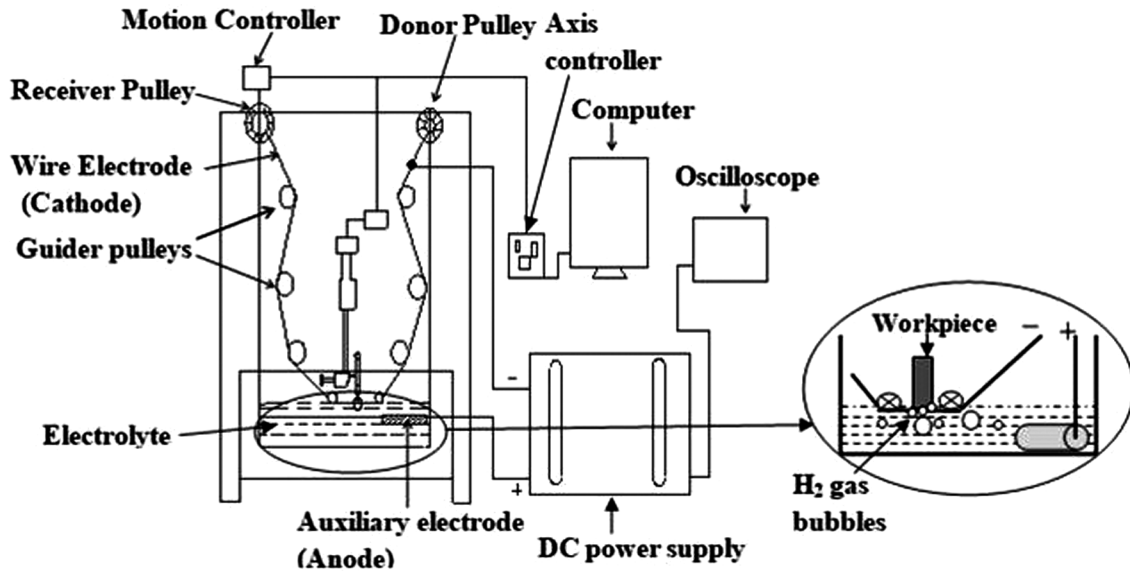 Motion Controller
Donor Pulley Axis
controller
Receiver Pulley
Computer
Wire Electrode
(Cathode)
Oscilloscope
Guider pulleys
Workpiece
- +
-
Electrolyte
+
H₂ gas
bubbles
Auxiliary electrode
(Anode)
DC power supply